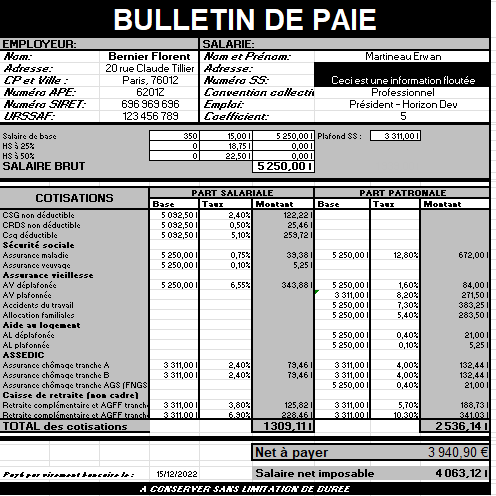 BULLETIN DE PAIE
EMPLOYEUR: SALARIE:
Nom: Bernier Florent Nom et Prénom: Martineau Erwan
Adresse: 20 rue Claude Tillier Adresse:
CP et Ville : Paris, 76012 Numéro SS: Ceci est une information floutée
Numéro APE: 6201Z Convention collecti Professionnel
Numéro SIRET: 696 969 696 Emploi: Président - Horizon Dev
URSSAF: 123 456 789 Coefficient: 5
Salaire de base 350 15,00 5 250,00 Plafond SS : 3 311,00
HS à 25% 0 18,75 0,00
HS à 50% 0 22,50 0,00
SALAIRE BRUT 5 250,00
COTISATIONS PART SALARIALE PART PATRONALE
Base Taux Montant Base Taux Montant
CSG non déductible 5 092,50 2,40% 122,22
CRDS non déductible 5 092,50 0,50% 25,46
Csg déductible 5 092,50 5,10% 259,72
Sécurité sociale
Assurance maladie 5 250,00 0,75% 39,38 5 250,00 12,80% 672,00
Assurance veuvage 5 250,00 0,10% 5,25
Assurance vieillesse
AV déplafonée 5 250,00 6,55% 343,88 5 250,00 1,60% 84,00
AV plafonnée 3 311,00 8,20% 271,50
Accidents du travail 5 250,00 7,30% 383,25
Allocation familiales 5 250,00 5,40% 283,50
Aide au logement
AL déplafonée 5 250,00 0,40% 21,00
AL plafonnée 5 250,00 0,10% 5,25
ASSEDIC
Assurance chômage tranche A 3 311,00 2,40% 79,46 3 311,00 4,00% 132,44
Assurance chômage tranche B 3 311,00 2,40% 79,46 3 311,00 4,00% 132,44
Assurance chômage tranche AGS (FNGS 5 250,00 0,40% 21,00
Caisse de retraite (non cadre)
Retraite complémentaire et AGFF tranche 3 311,00 3,80% 125,82 3 311,00 5,70% 188,73
Retraite complémentaire et AGFF tranche 3 311,00 6,90% 228,46 3 311,00 10,30% 341,03
TOTAL des cotisations 1 309,11 2 536,14
Net à payer 3 940,90 €
Payé par virement bancaire le : 15/12/2022 Salaire net imposable 4 063,12
A CONSERVER SANS LIMITATION DE DUREE